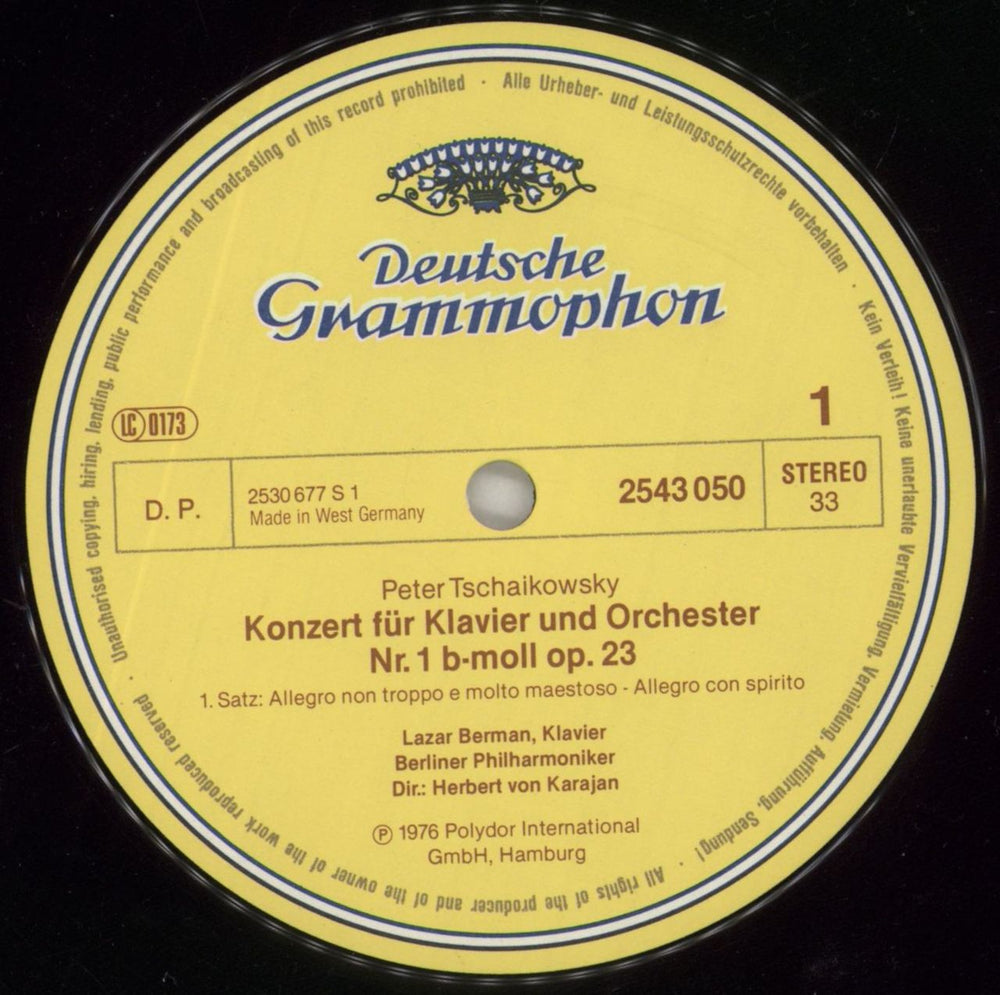 Alle Urheber- und Leistungsschutzrechte vorbehalten · Kein Verleih! Keine unerlaubte Vervielfältigung, Vermietung, Aufführung, Sendung! · All rights of the producer and of the owner of the work reproduced reserved · Unauthorised copying, hiring, lending, public performance and broadcasting of this record prohibited ·
Deutsche
Grammophon
LC 0173
1
D. P.
2530 677 S 1
Made in West Germany
2543 050
STEREO
33
Peter Tschaikowsky
Konzert für Klavier und Orchester
Nr. 1 b-moll op. 23
1. Satz: Allegro non troppo e molto maestoso - Allegro con spirito
Lazar Berman, Klavier
Berliner Philharmoniker
Dir.: Herbert von Karajan
℗ 1976 Polydor International
GmbH, Hamburg